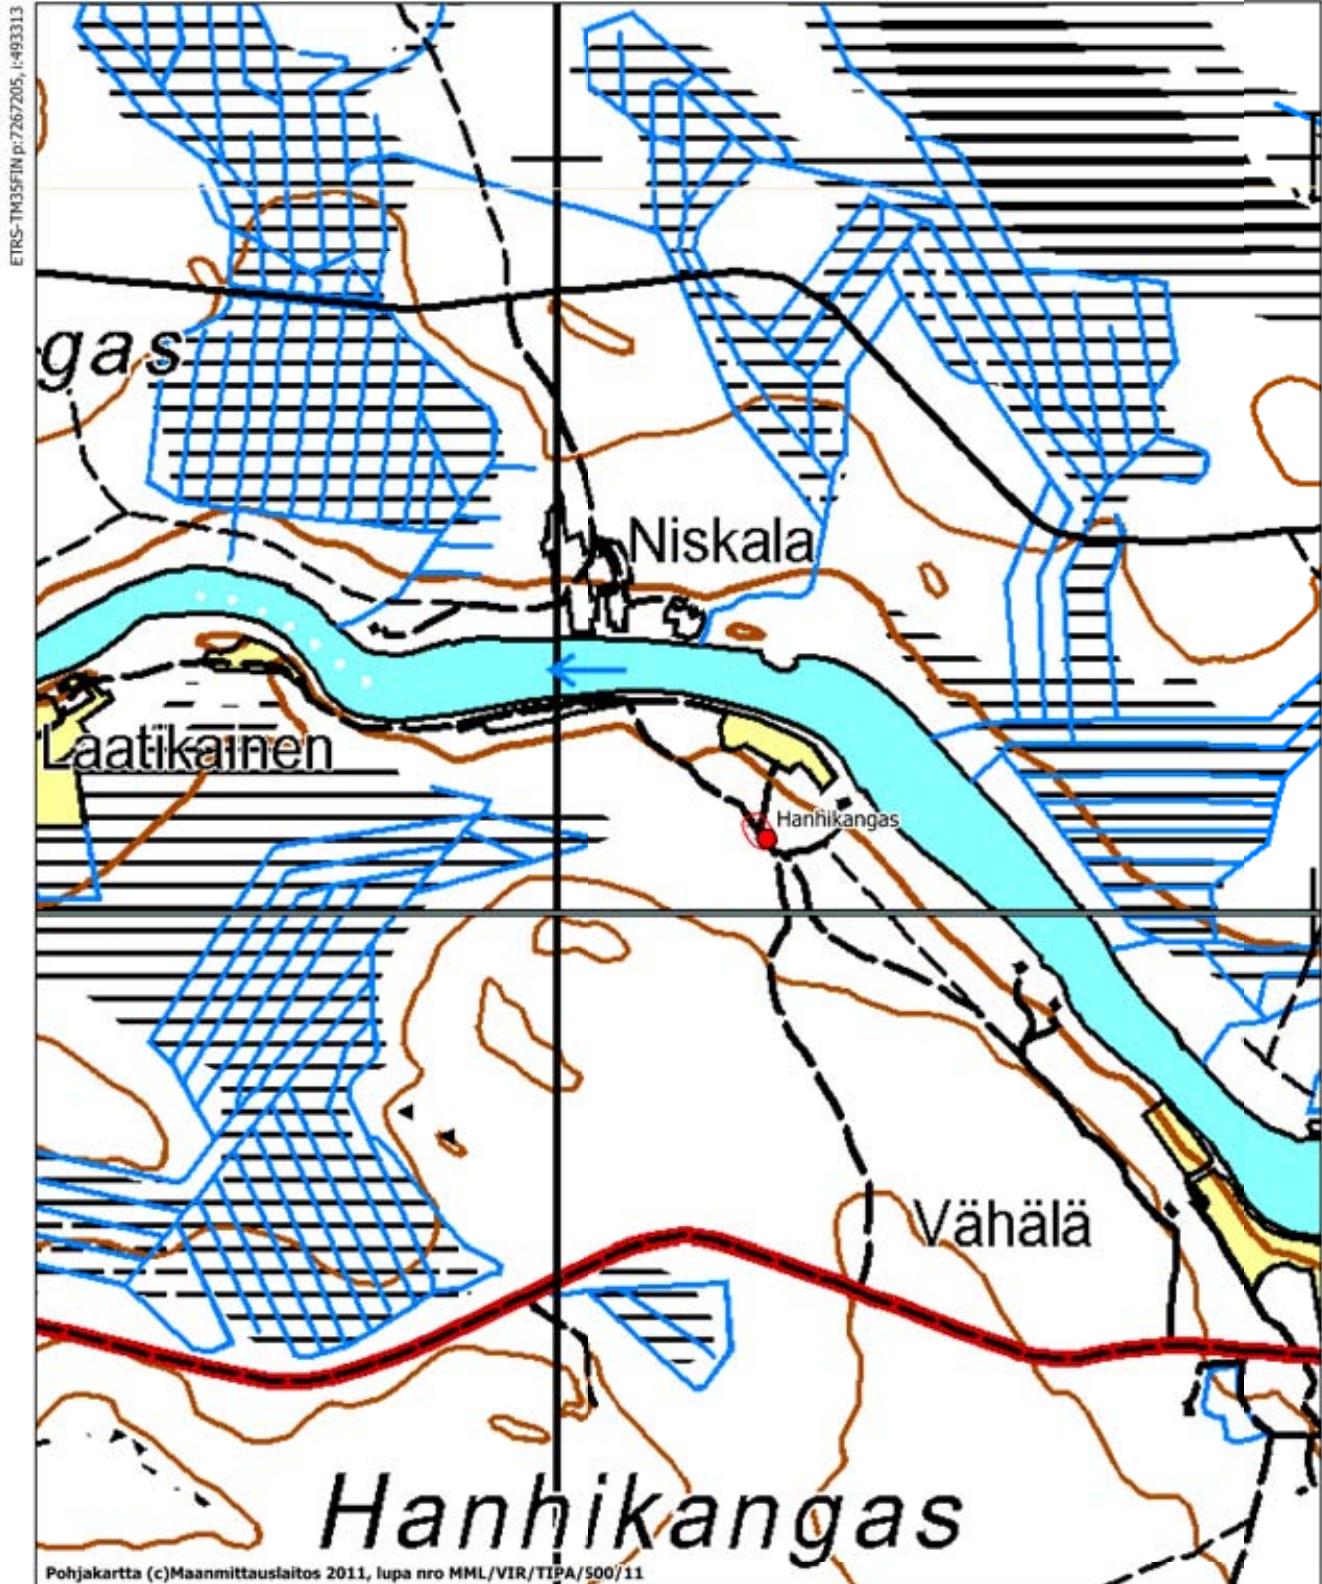 ETRS-TM35FIN p:7267205, i:493313
gas
Niskala
Laatikainen
Hanhikangas
Vähälä
Hanhikangas
Pohjakartta (c)Maanmittauslaitos 2011, lupa nro MML/VIR/TIPA/500/11